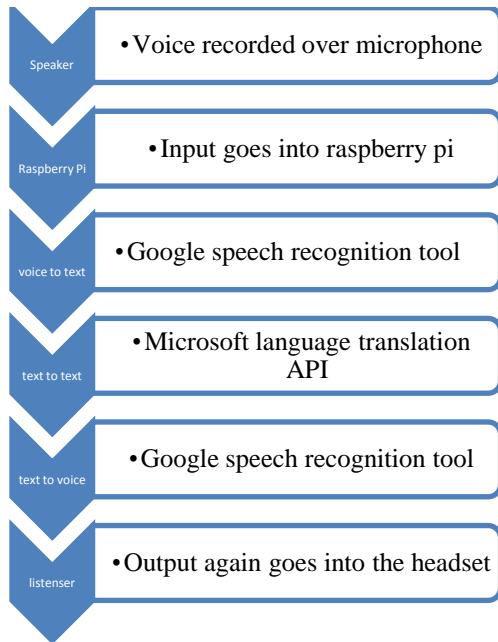 Speaker
•Voice recorded over microphone
Raspberry Pi
•Input goes into raspberry pi
voice to text
•Google speech recognition tool
text to text
•Microsoft language translation
API
text to voice
•Google speech recognition tool
listenser
•Output again goes into the headset